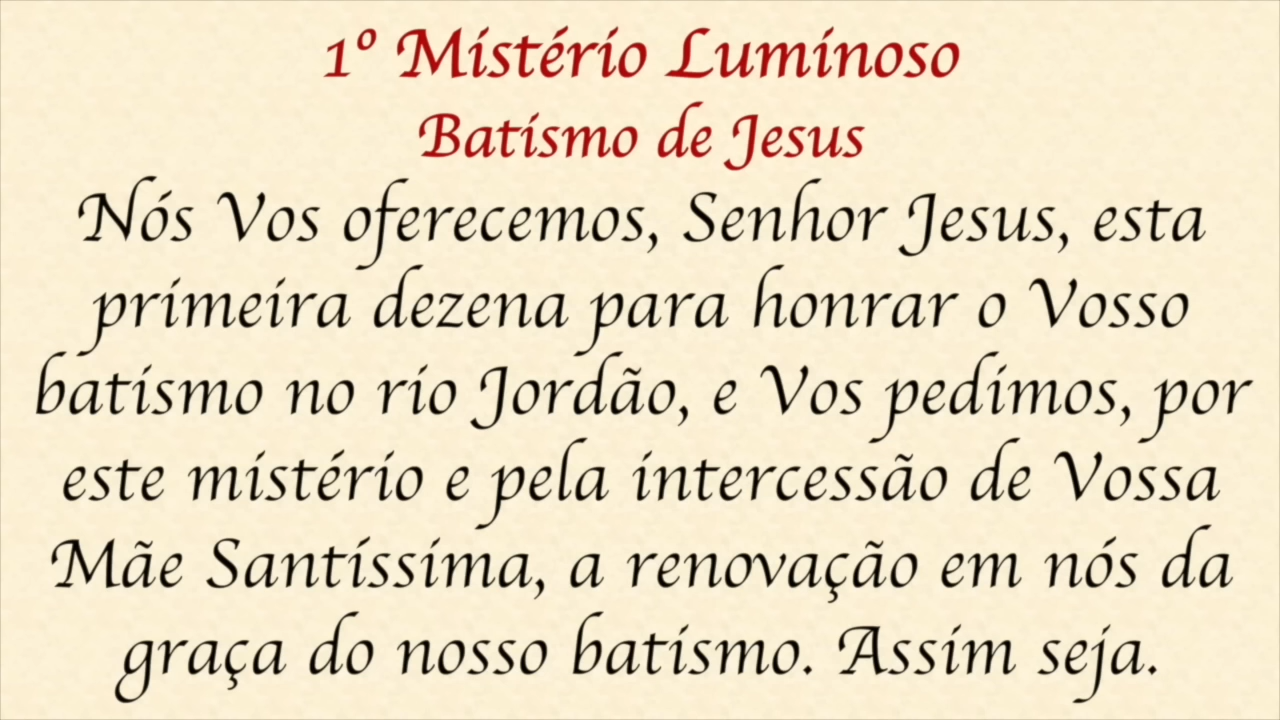 1º Mistério Luminoso
Batismo de Jesus
Nós Vos oferecemos, Senhor Jesus, esta
primeira dezena para honrar o Vosso
batismo no rio Jordão, e Vos pedimos, por
este mistério e pela intercessão de Vossa
Mãe Santíssima, a renovação em nós da
graça do nosso batismo. Assim seja.